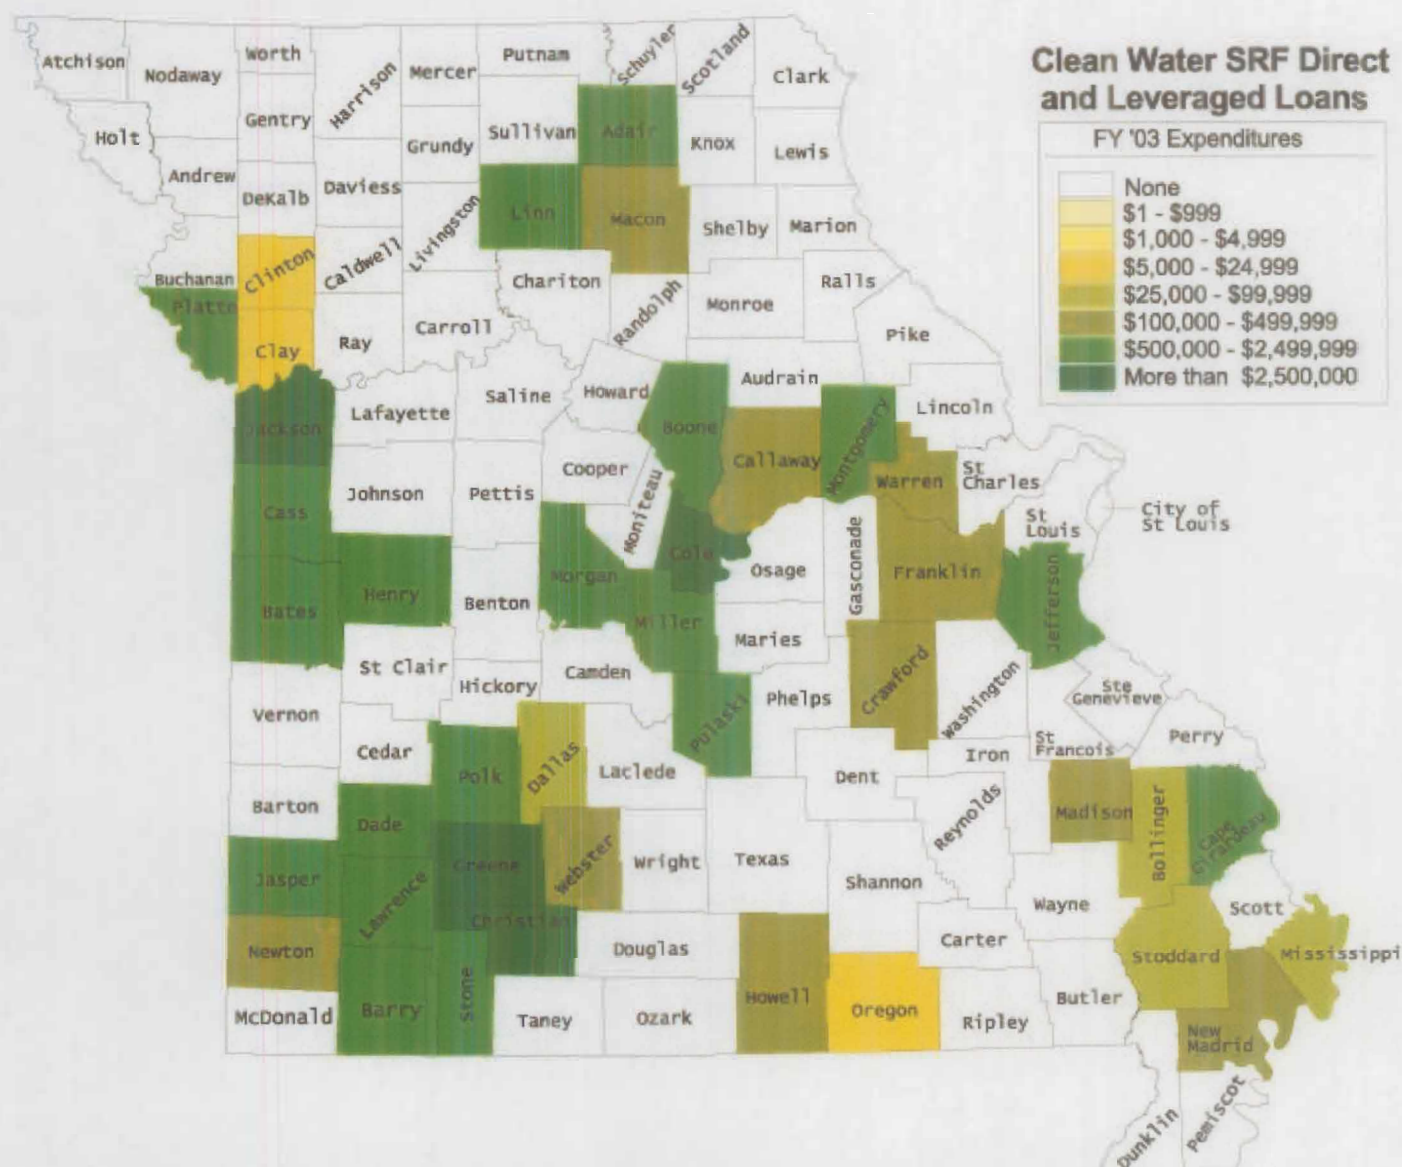 Clean Water SRF Direct
and Leveraged Loans
FY '03 Expenditures
None
$1 - $999
$1,000 - $4,999
$5,000 - $24,999
$25,000 - $99,999
$100,000 - $499,999
$500,000 - $2,499,999
More than $2,500,000
Atchison
Nodaway
Worth
Harrison
Mercer
Putnam
Schuyler
Scotland
Clark
Holt
Gentry
Grundy
Sullivan
Adair
Knox
Lewis
Andrew
DeKalb
Daviess
Livingston
Linn
Macon
Shelby
Marion
Buchanan
Clinton
Caldwell
Chariton
Randolph
Monroe
Ralls
Platte
Clay
Ray
Carroll
Pike
Jackson
Lafayette
Saline
Howard
Boone
Audrain
Montgomery
Lincoln
Cass
Johnson
Pettis
Cooper
Moniteau
Callaway
Warren
St
Charles
St
Louis
City of
St Louis
Bates
Henry
Benton
Morgan
Cole
Miller
Osage
Maries
Gasconade
Franklin
Jefferson
St Clair
Hickory
Camden
Pulaski
Phelps
Crawford
Washington
Ste
Genevieve
St
Francois
Perry
Vernon
Cedar
Polk
Dallas
Laclede
Dent
Iron
Reynolds
Madison
Bollinger
Cape
Girardeau
Barton
Dade
Greene
Webster
Wright
Texas
Shannon
Wayne
Scott
Jasper
Lawrence
Christian
Douglas
Carter
Stoddard
Mississippi
Newton
McDonald
Barry
Stone
Taney
Ozark
Howell
Oregon
Ripley
Butler
New
Madrid
Dunklin
Pemiscot